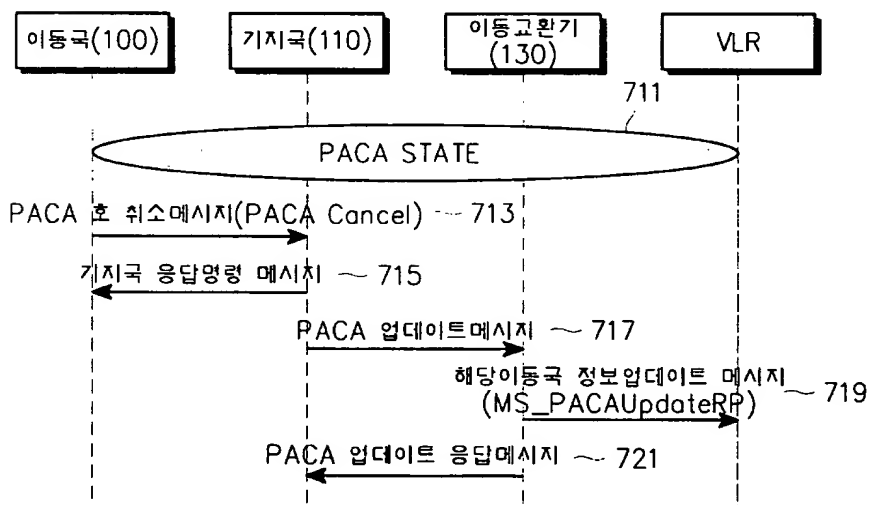 이동국(100)
기지국(110)
이동교환기
(130)
VLR
711
PACA STATE
PACA 호 취소메시지(PACA Cancel) 713
기지국 응답명령 메시지 715
PACA 업데이트메시지 717
해당이동국 정보업데이트 메시지
(MS_PACAUpdateRP) 719
PACA 업데이트 응답메시지 721